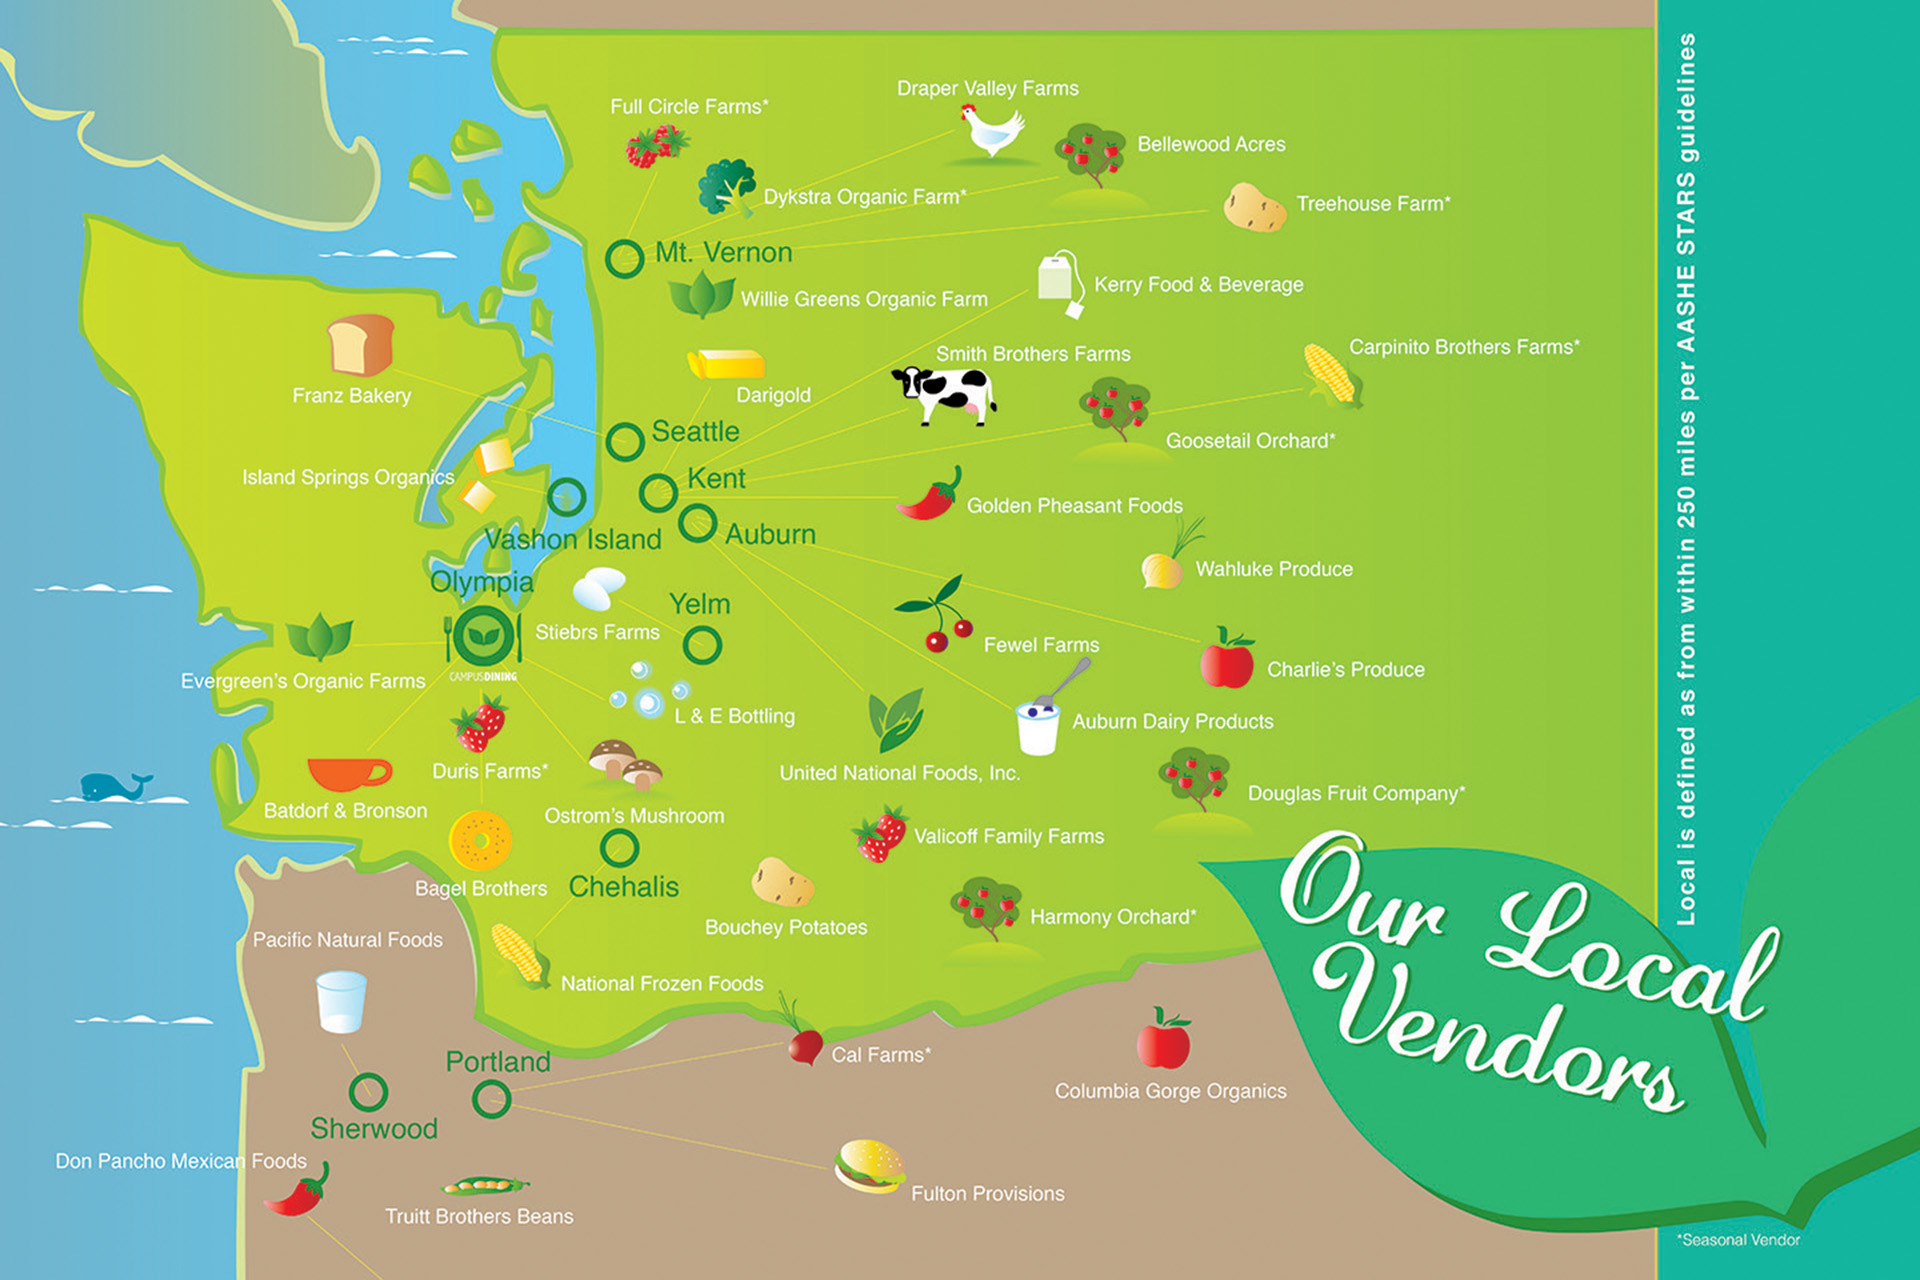 Draper Valley Farms
Full Circle Farms*
Bellewood Acres
Dykstra Organic Farm*
Treehouse Farm*
Mt. Vernon
Kerry Food & Beverage
Willie Greens Organic Farm
Carpinito Brothers Farms*
Smith Brothers Farms
Franz Bakery
Darigold
Seattle
Goosetail Orchard*
Island Springs Organics
Kent
Golden Pheasant Foods
Vashon Island
Auburn
Wahluke Produce
Olympia
Yelm
Stiebrs Farms
Fewel Farms
Charlie's Produce
CAMPUSDINING
Evergreen's Organic Farms
L & E Bottling
Auburn Dairy Products
Duris Farms*
United National Foods, Inc.
Douglas Fruit Company*
Batdorf & Bronson
Ostrom's Mushroom
Valicoff Family Farms
Bagel Brothers
Chehalis
Bouchey Potatoes
Harmony Orchard*
Pacific Natural Foods
National Frozen Foods
Portland
Cal Farms*
Columbia Gorge Organics
Sherwood
Don Pancho Mexican Foods
Truitt Brothers Beans
Fulton Provisions
Our Local
Vendors
Local is defined as from within 250 miles per AASHE STARS guidelines
*Seasonal Vendor